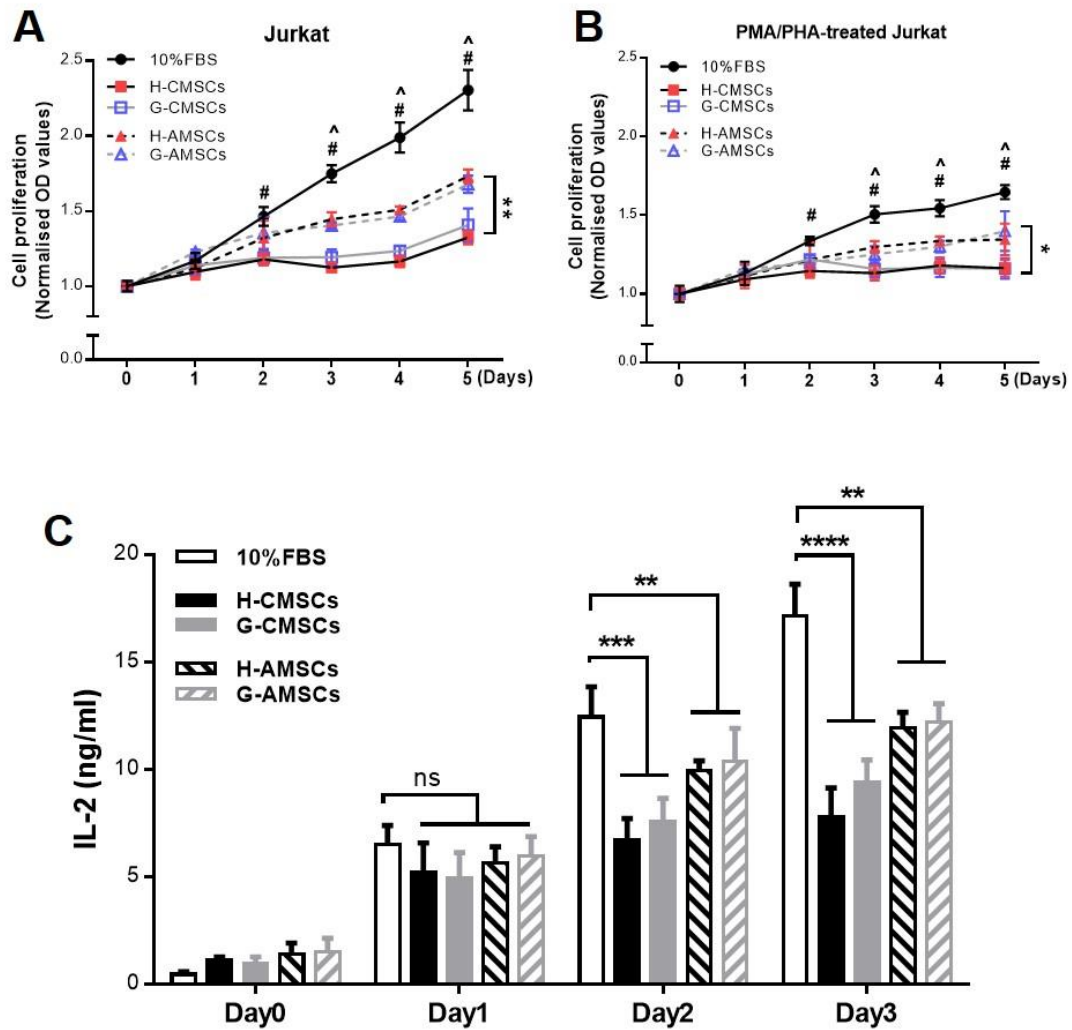 A
Jurkat
10%FBS
H-CMSCs
G-CMSCs
H-AMSCs
G-AMSCs
Cell proliferation
(Normalised OD values)
2.5
2.0
1.5
1.0
0.0
#
^
#
^
#
^
#
**
0 1 2 3 4 5 (Days)
B
PMA/PHA-treated Jurkat
10%FBS
H-CMSCs
G-CMSCs
H-AMSCs
G-AMSCs
Cell proliferation
(Normalised OD values)
2.5
2.0
1.5
1.0
0.0
#
^
#
^
#
^
#
*
0 1 2 3 4 5 (Days)
C
10%FBS
H-CMSCs
G-CMSCs
H-AMSCs
G-AMSCs
IL-2 (ng/ml)
20
15
10
5
0
ns
***
**
****
**
Day0 Day1 Day2 Day3